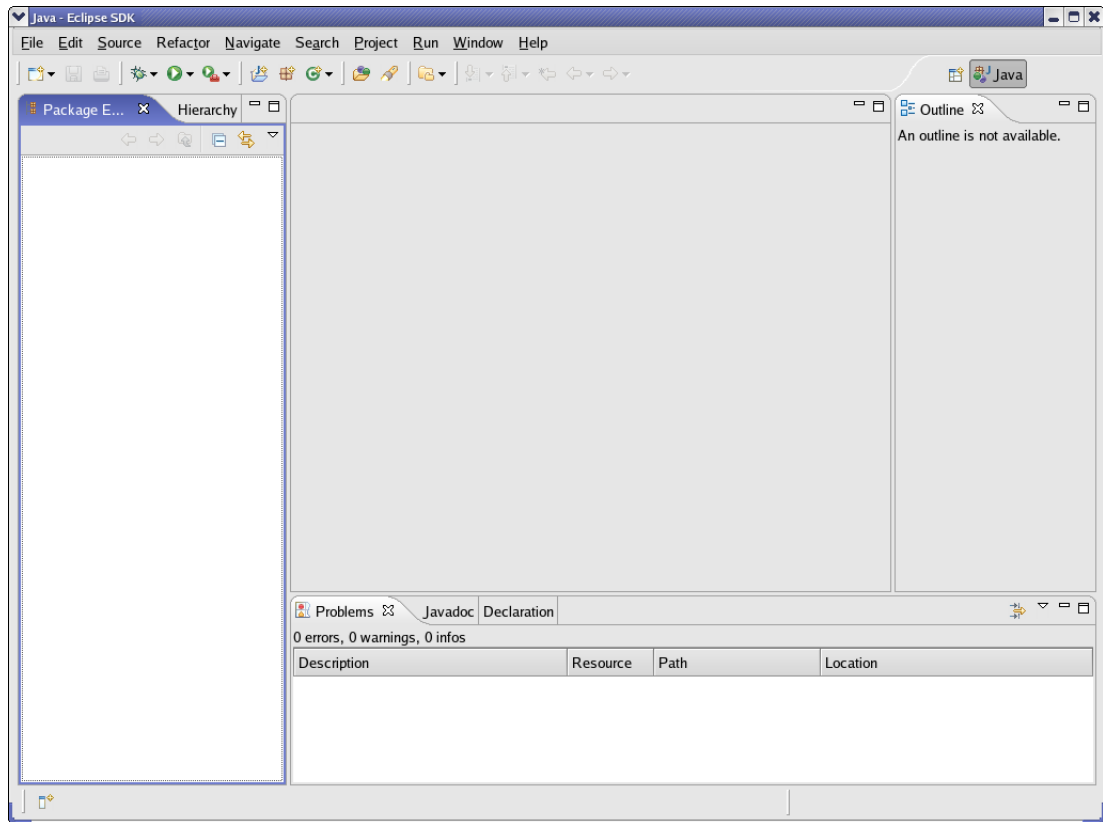 Java - Eclipse SDK
File Edit Source Refactor Navigate Search Project Run Window Help
Java
Package E... Hierarchy
Outline
An outline is not available.
Problems Javadoc Declaration
0 errors, 0 warnings, 0 infos
Description Resource Path Location